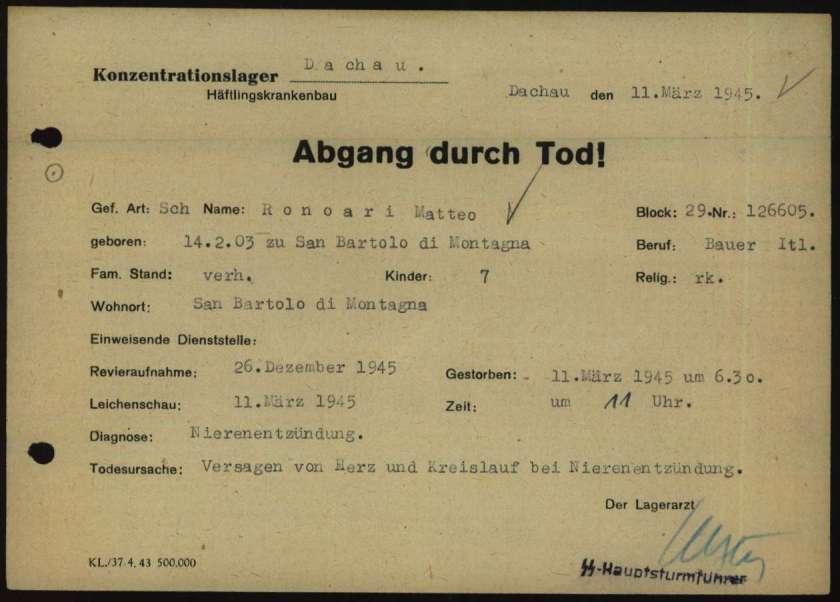 Konzentrationslager Dachau.
Häftlingskrankenbau
Dachau den 11.März 1945.
Abgang durch Tod!
Gef. Art: Sch Name: Ronoari Matteo Block: 29.Nr.: 126605.
geboren: 14.2.03 zu San Bartolo di Montagna Beruf: Bauer Itl.
Fam. Stand: verh. Kinder: 7 Relig.: rk.
Wohnort: San Bartolo di Montagna
Einweisende Dienststelle:
Revieraufnahme: 26.Dezember 1945 Gestorben: 11.März 1945 um 6.30.
Leichenschau: 11.März 1945 Zeit: um 11 Uhr.
Diagnose: Nierenentzündung.
Todesursache: Versagen von Herz und Kreislauf bei Nierenentzündung.
Der Lagerarzt
SS-Hauptsturmführer
KL./37 4. 43 500.000